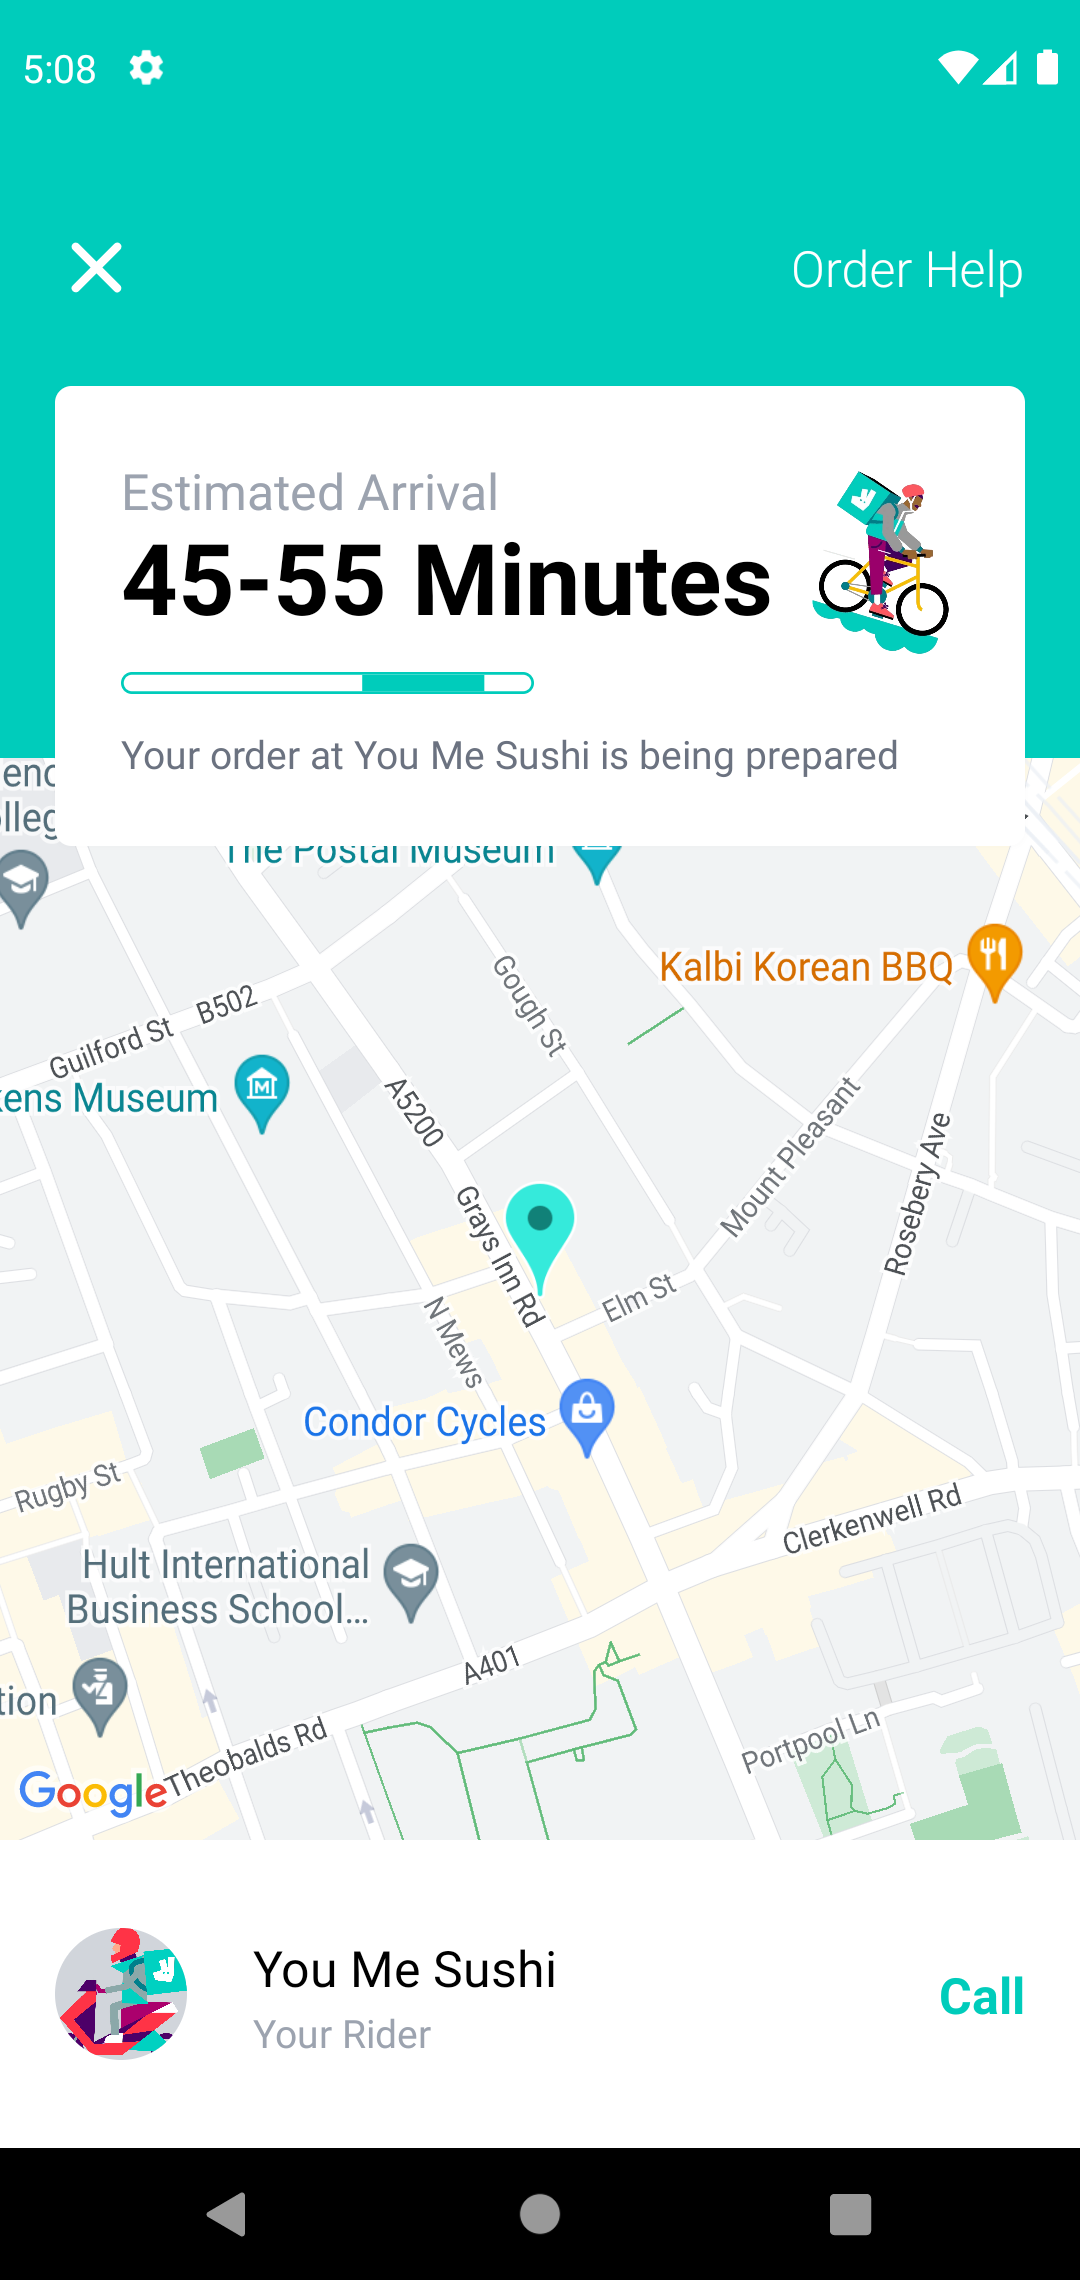 5:08
Order Help
Estimated Arrival
45-55 Minutes
Your order at You Me Sushi is being prepared
The Postal Museum
Kalbi Korean BBQ
Gough St
B502
Guilford St
kens Museum
A5200
Mount Pleasant
Rosebery Ave
Grays Inn Rd
Elm St
N Mews
Condor Cycles
Rugby St
Clerkenwell Rd
Hult International
Business School...
A401
tion
Portpool Ln
Theobalds Rd
Google
You Me Sushi
Your Rider
Call